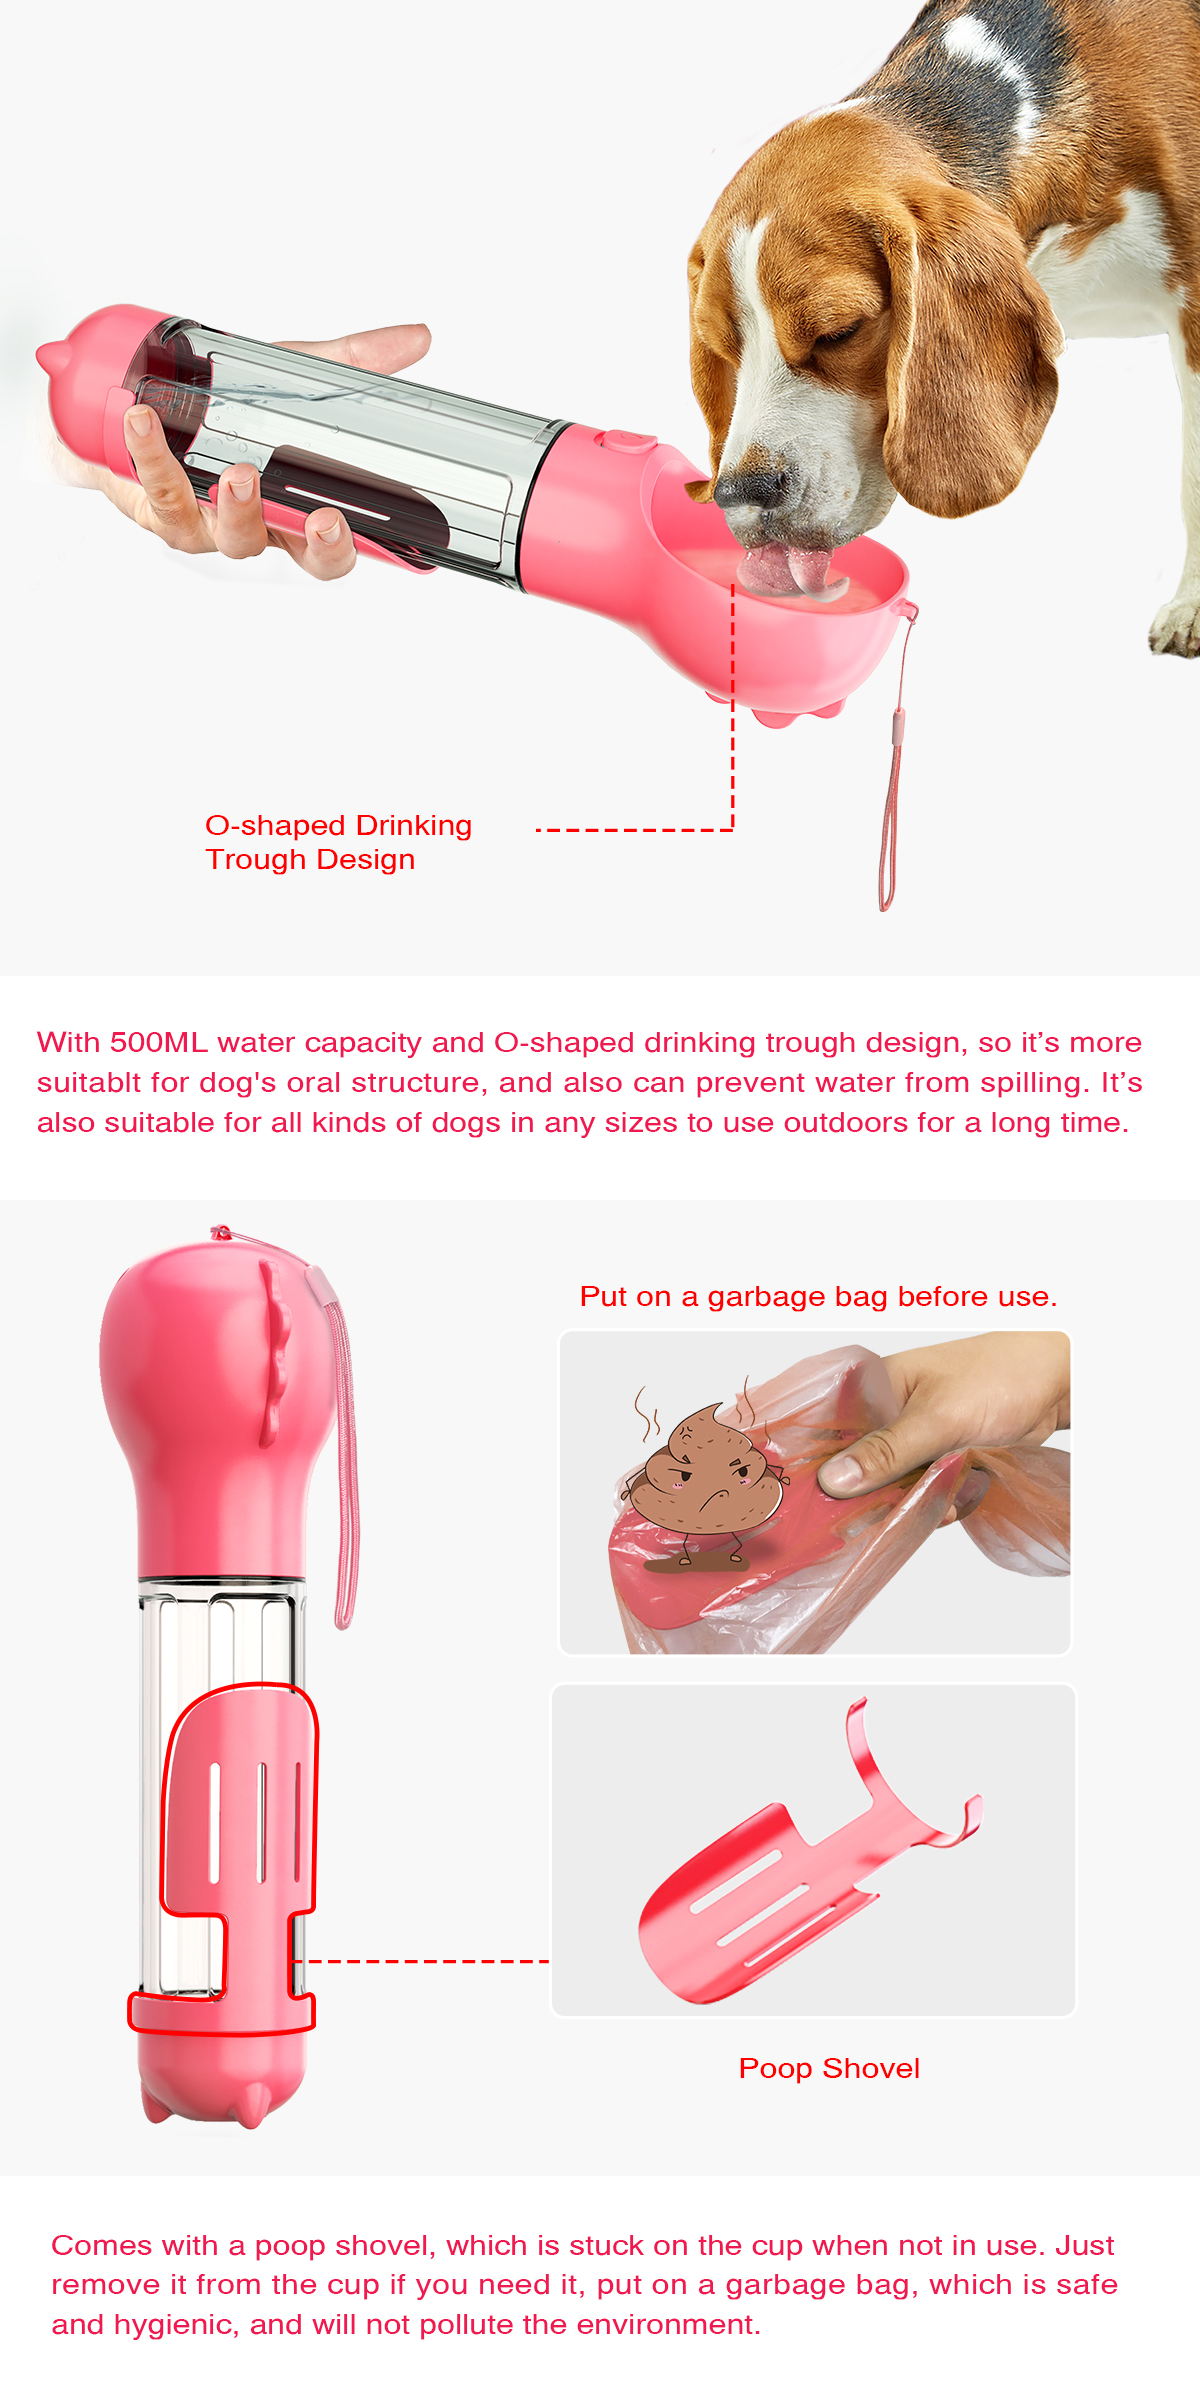 O-shaped Drinking
Trough Design
With 500ML water capacity and O-shaped drinking trough design, so it’s more
suitablt for dog's oral structure, and also can prevent water from spilling. It’s
also suitable for all kinds of dogs in any sizes to use outdoors for a long time.
Put on a garbage bag before use.
Poop Shovel
Comes with a poop shovel, which is stuck on the cup when not in use. Just
remove it from the cup if you need it, put on a garbage bag, which is safe
and hygienic, and will not pollute the environment.